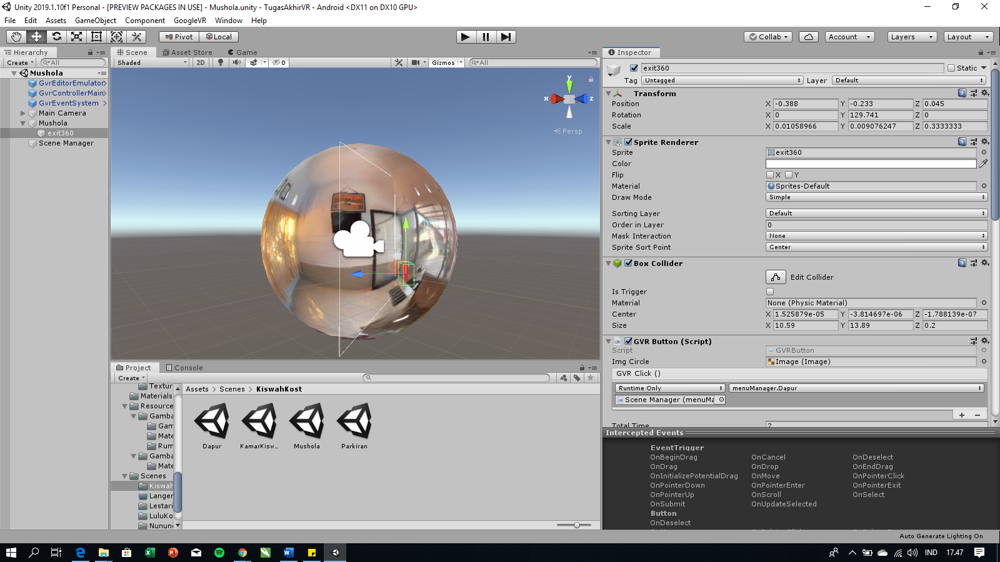 Unity 2019.1.10f1 Personal - [PREVIEW PACKAGES IN USE] - Mushola.unity - TugasAkhirVR - Android <DX11 on DX10 GPU>
File Edit Assets GameObject Component GoogleVR Window Help
Pivot Local Collab Account Layers Layout
Hierarchy
Create All
Mushola
GvrEditorEmulator
GvrControllerMain
GvrEventSystem
Main Camera
Mushola
exit360
Scene Manager
Scene Asset Store Game
Shaded 2D 0 Gizmos All
y
x z
Persp
Inspector
exit360 Static
Tag Untagged Layer Default
Transform
Position X -0.388 Y -0.233 Z 0.045
Rotation X 0 Y 129.741 Z 0
Scale X 0.01058966 Y 0.009076247 Z 0.3333333
Sprite Renderer
Sprite exit360
Color
Flip X Y
Material Sprites-Default
Draw Mode Simple
Sorting Layer Default
Order in Layer 0
Mask Interaction None
Sprite Sort Point Center
Box Collider
Edit Collider
Is Trigger
Material None (Physic Material)
Center X 1.525879e-05 Y -3.814697e-06 Z -1.788139e-07
Size X 10.59 Y 13.89 Z 0.2
GVR Button (Script)
Script GVRButton
Img Circle Image (Image)
GVR Click ()
Runtime Only menuManager.Dapur
Scene Manager (menuMa
Total Time 2
Intercepted Events
EventTrigger
OnBeginDrag OnCancel OnDeselect
OnDrag OnDrop OnEndDrag
OnInitializePotentialDrag OnMove OnPointerClick
OnPointerDown OnPointerEnter OnPointerExit
OnPointerUp OnScroll OnSelect
OnSubmit OnUpdateSelected
Button
OnDeselect
Project Console
Create
Textur
Materials
Resource
Gamba
Gam
Mate
Rum
Gamba
Mate
Scenes
Kiswah
Langer
Lestari
LuluKo
Nunun
Assets > Scenes > KiswahKost
Dapur KamarKisw... Mushola Parkiran
Auto Generate Lighting On
IND 17.47